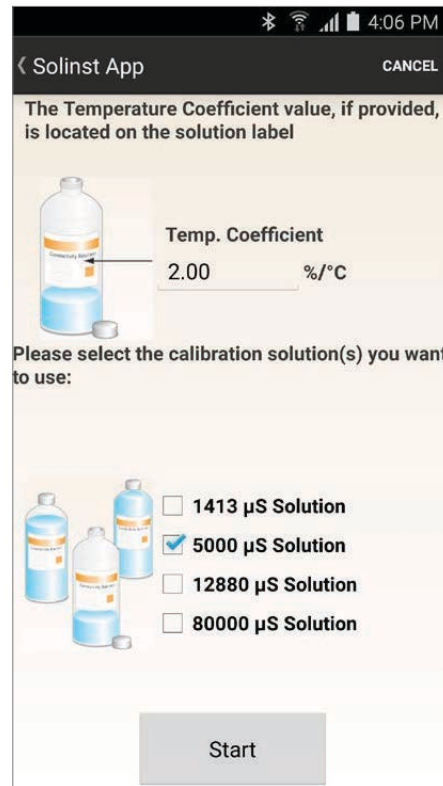 4:06 PM
Solinst App
CANCEL
The Temperature Coefficient value, if provided,
is located on the solution label
Temp. Coefficient
2.00 %/°C
Please select the calibration solution(s) you want
to use:
1413 µS Solution
5000 µS Solution
12880 µS Solution
80000 µS Solution
Start